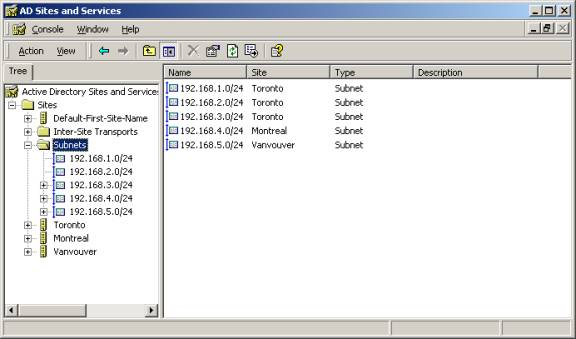 AD Sites and Services
Console Window Help
Action View
Tree
Name Site Type Description
Active Directory Sites and Service
Sites
Default-First-Site-Name
Inter-Site Transports
Subnets
192.168.1.0/24
192.168.2.0/24
192.168.3.0/24
192.168.4.0/24
192.168.5.0/24
Toronto
Montreal
Vanvouver
192.168.1.0/24 Toronto Subnet
192.168.2.0/24 Toronto Subnet
192.168.3.0/24 Toronto Subnet
192.168.4.0/24 Montreal Subnet
192.168.5.0/24 Vanvouver Subnet